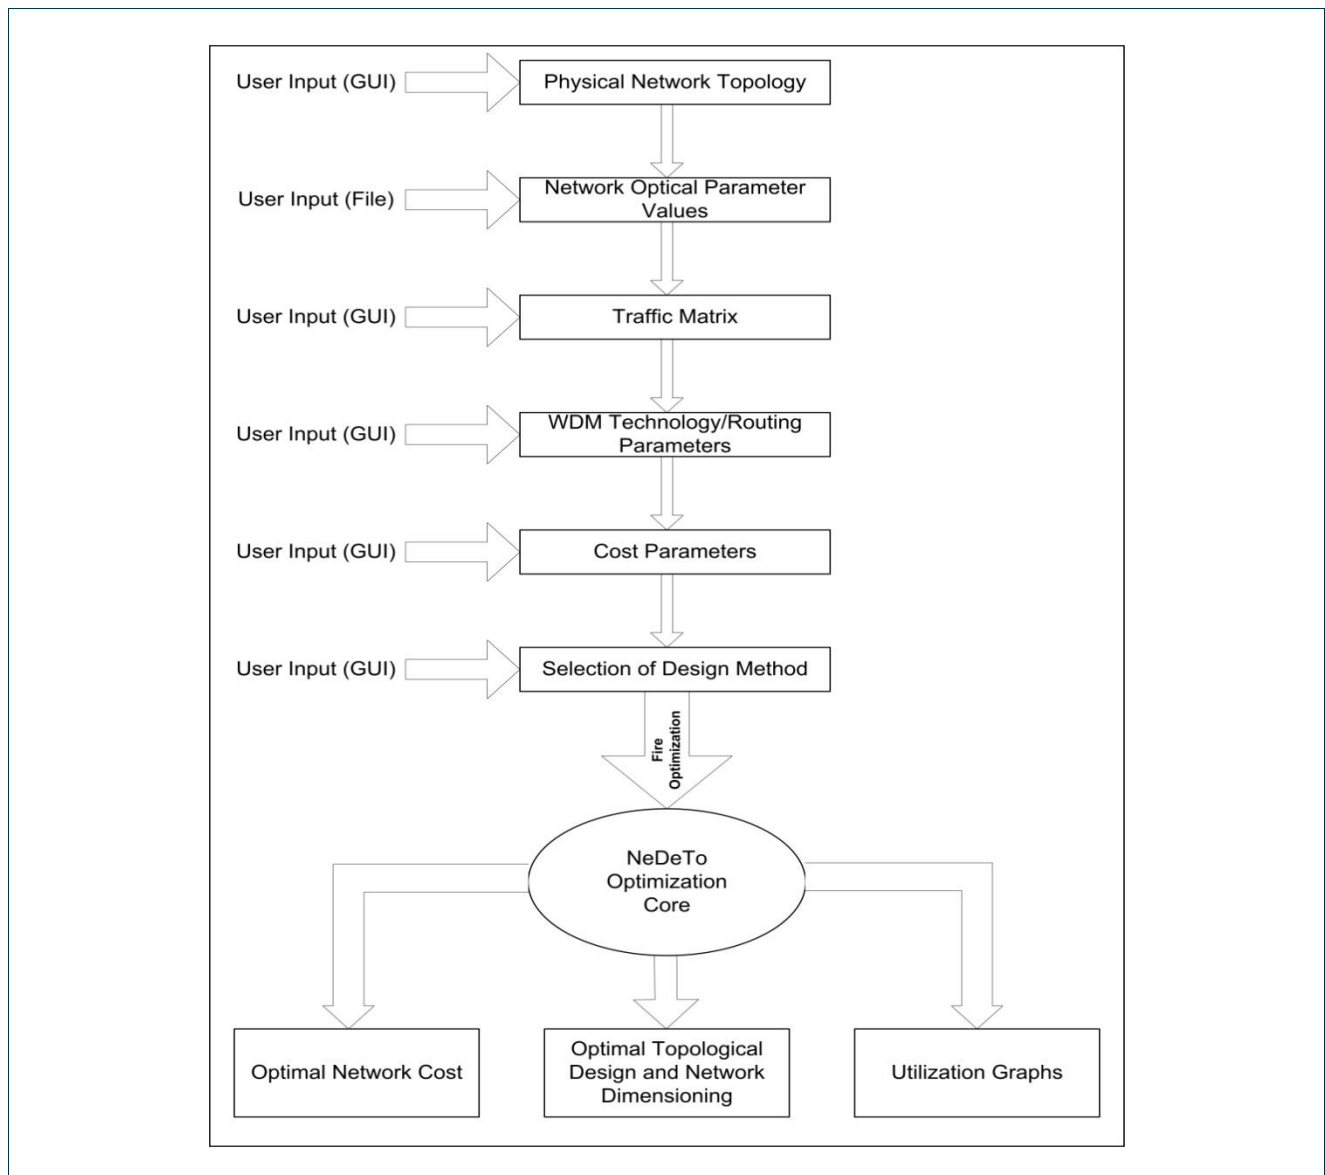 User Input (GUI)
Physical Network Topology
User Input (File)
Network Optical Parameter
Values
User Input (GUI)
Traffic Matrix
User Input (GUI)
WDM Technology/Routing
Parameters
User Input (GUI)
Cost Parameters
User Input (GUI)
Selection of Design Method
Fire
Optimization
NeDeTo
Optimization
Core
Optimal Network Cost
Optimal Topological
Design and Network
Dimensioning
Utilization Graphs